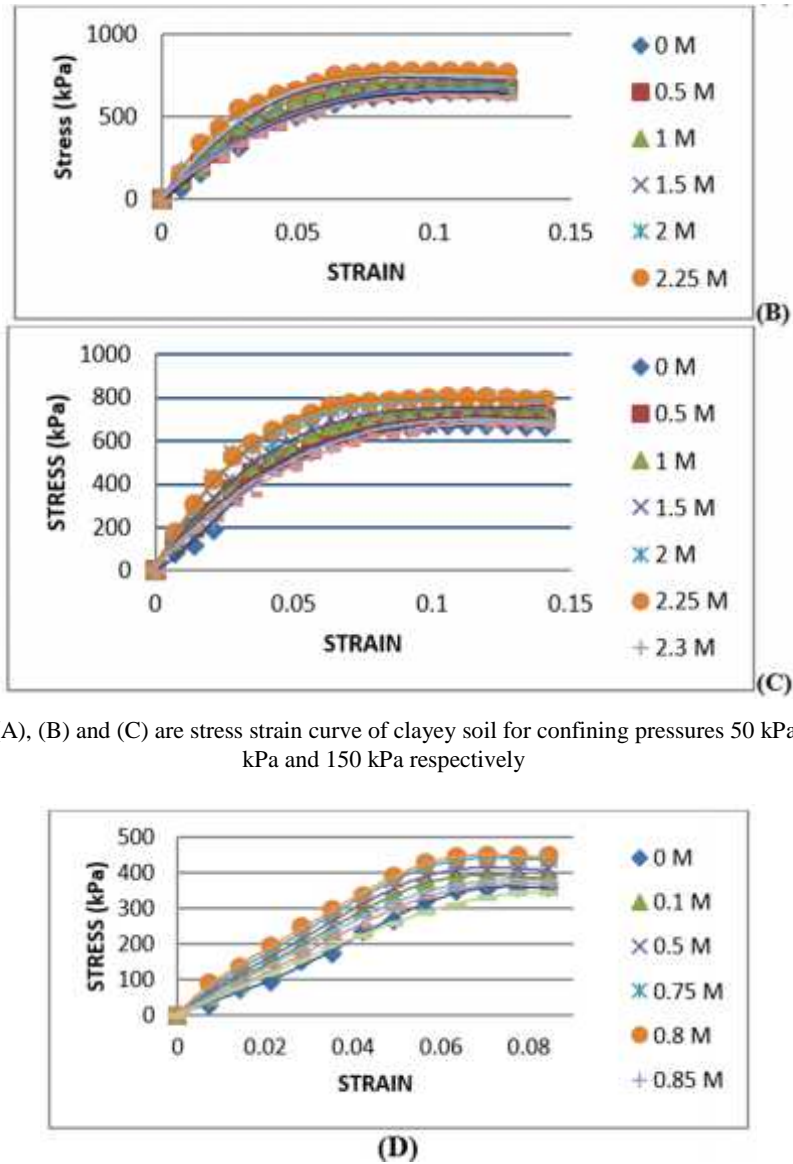 1000
500
0
0
0.05
0.1
0.15
Stress (kPa)
STRAIN
0 M
0.5 M
1 M
1.5 M
2 M
2.25 M
(B)
1000
800
600
400
200
0
0
0.05
0.1
0.15
STRESS (kPa)
STRAIN
0 M
0.5 M
1 M
1.5 M
2 M
2.25 M
2.3 M
(C)
A), (B) and (C) are stress strain curve of clayey soil for confining pressures 50 kPa
kPa and 150 kPa respectively
500
400
300
200
100
0
0
0.02
0.04
0.06
0.08
STRESS (kPa)
STRAIN
0 M
0.1 M
0.5 M
0.75 M
0.8 M
0.85 M
(D)